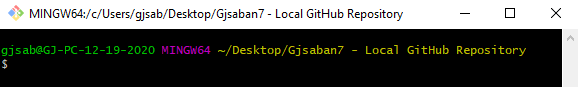 MINGW64:/c/Users/gjsab/Desktop/Gjsaban7 - Local GitHub Repository
gjsab@GJ-PC-12-19-2020 MINGW64 ~/Desktop/Gjsaban7 - Local GitHub Repository
$